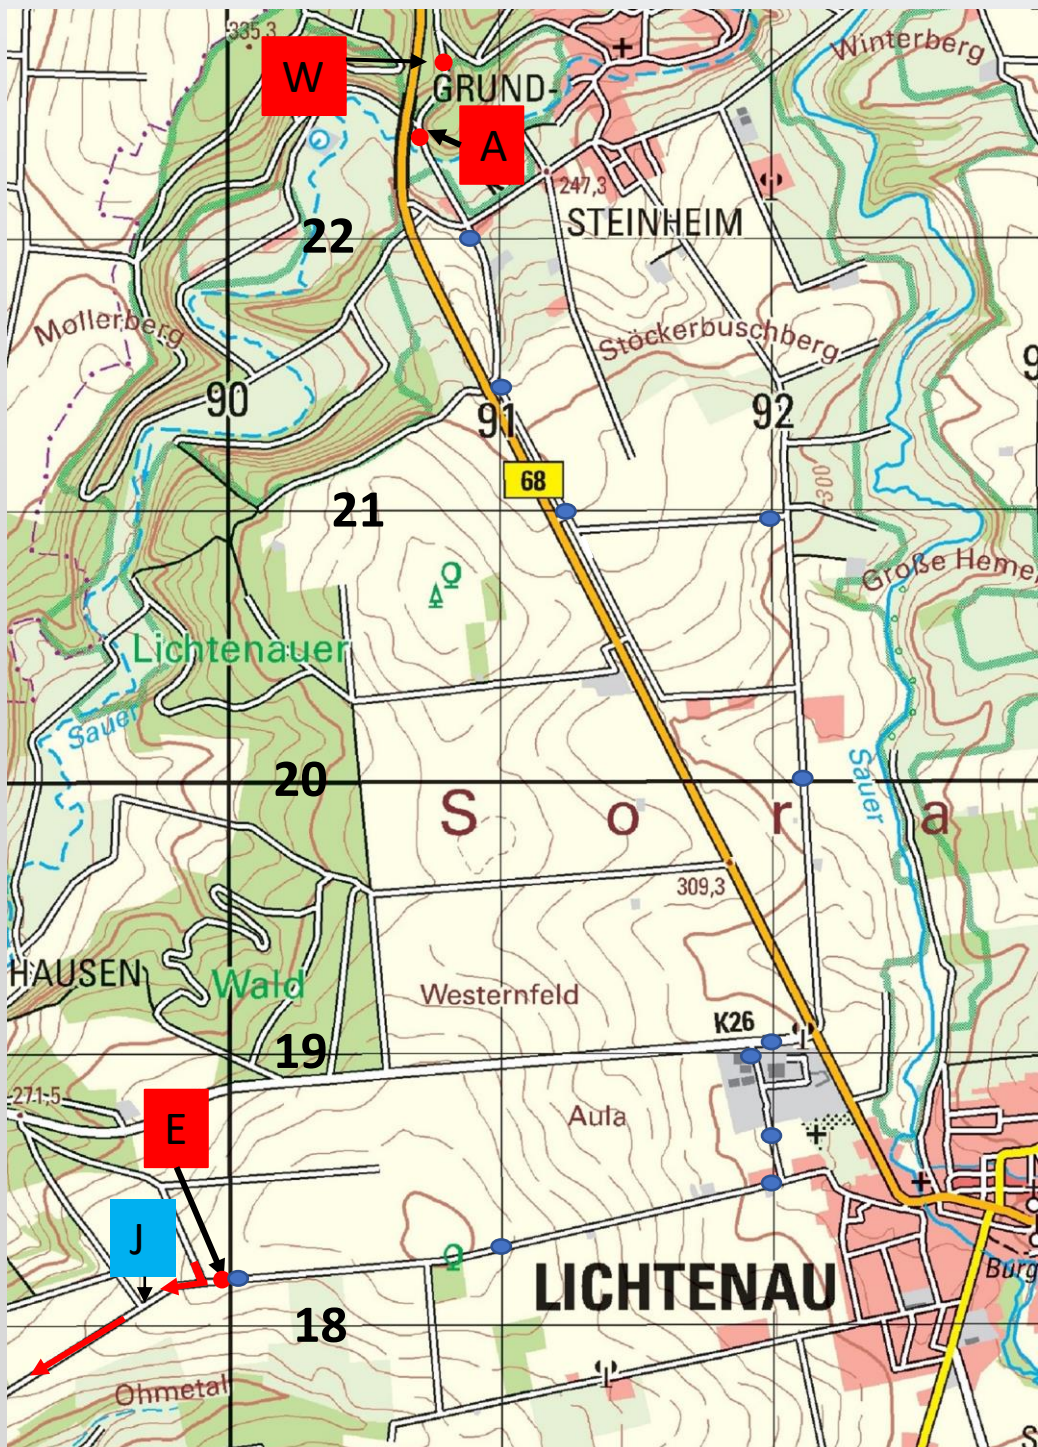 335,3
W
GRUND-
Winterberg
A
247,3
STEINHEIM
22
Mollerberg
Stöckerbuschberg
90
91
92
9
68
21
300
Große Heme
Lichtenauer
Sauer
20
Sauer
S o r a
309,3
HAUSEN
Wald
Westernfeld
K26
19
271,5
Aula
E
J
LICHTENAU
Burg
18
Ohmetal
S